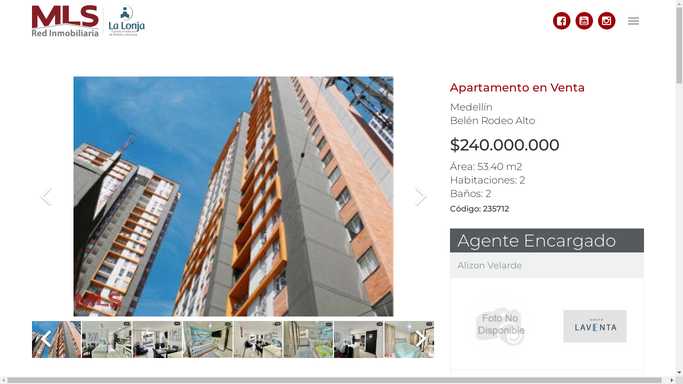 MLS
Red Inmobiliaria
La Lonja
Apartamento en Venta
Medellín
Belén Rodeo Alto
$240.000.000
Área: 53.40 m2
Habitaciones: 2
Baños: 2
Código: 235712
MLS
Agente Encargado
Alizon Velarde
Foto No
Disponible
LAVENTA